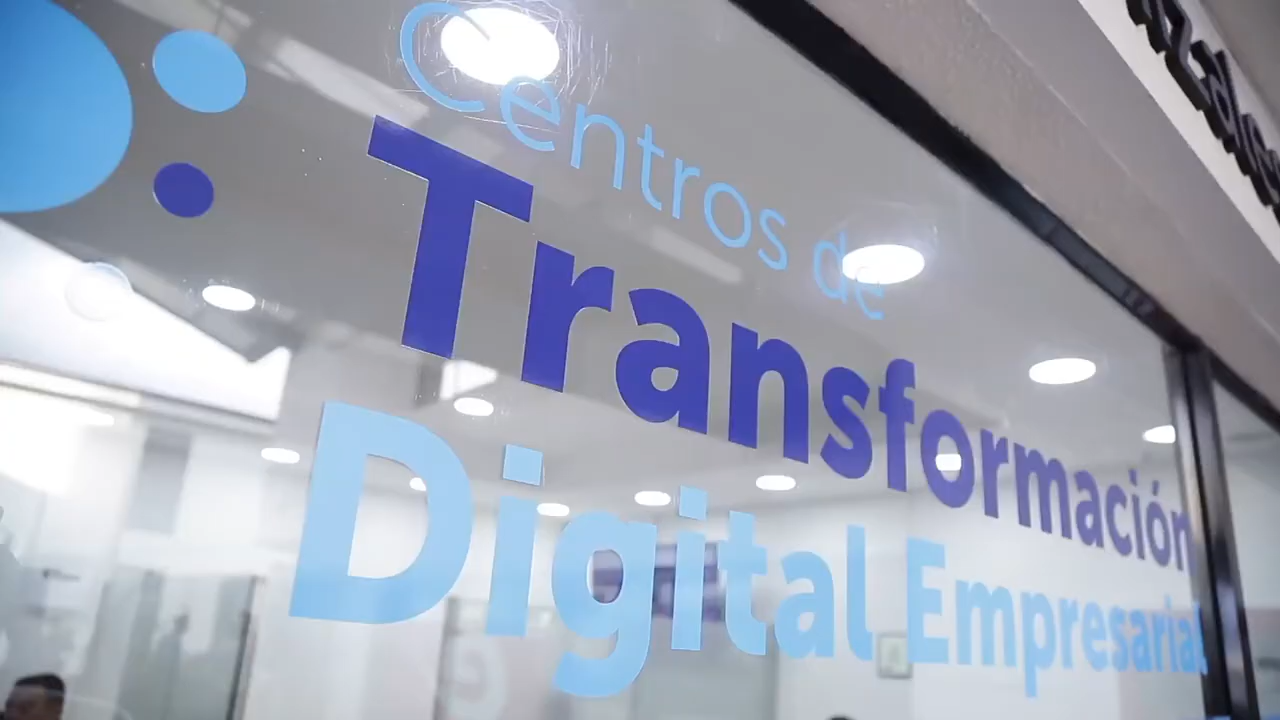 Centros de
Transformación
Digital Empresarial